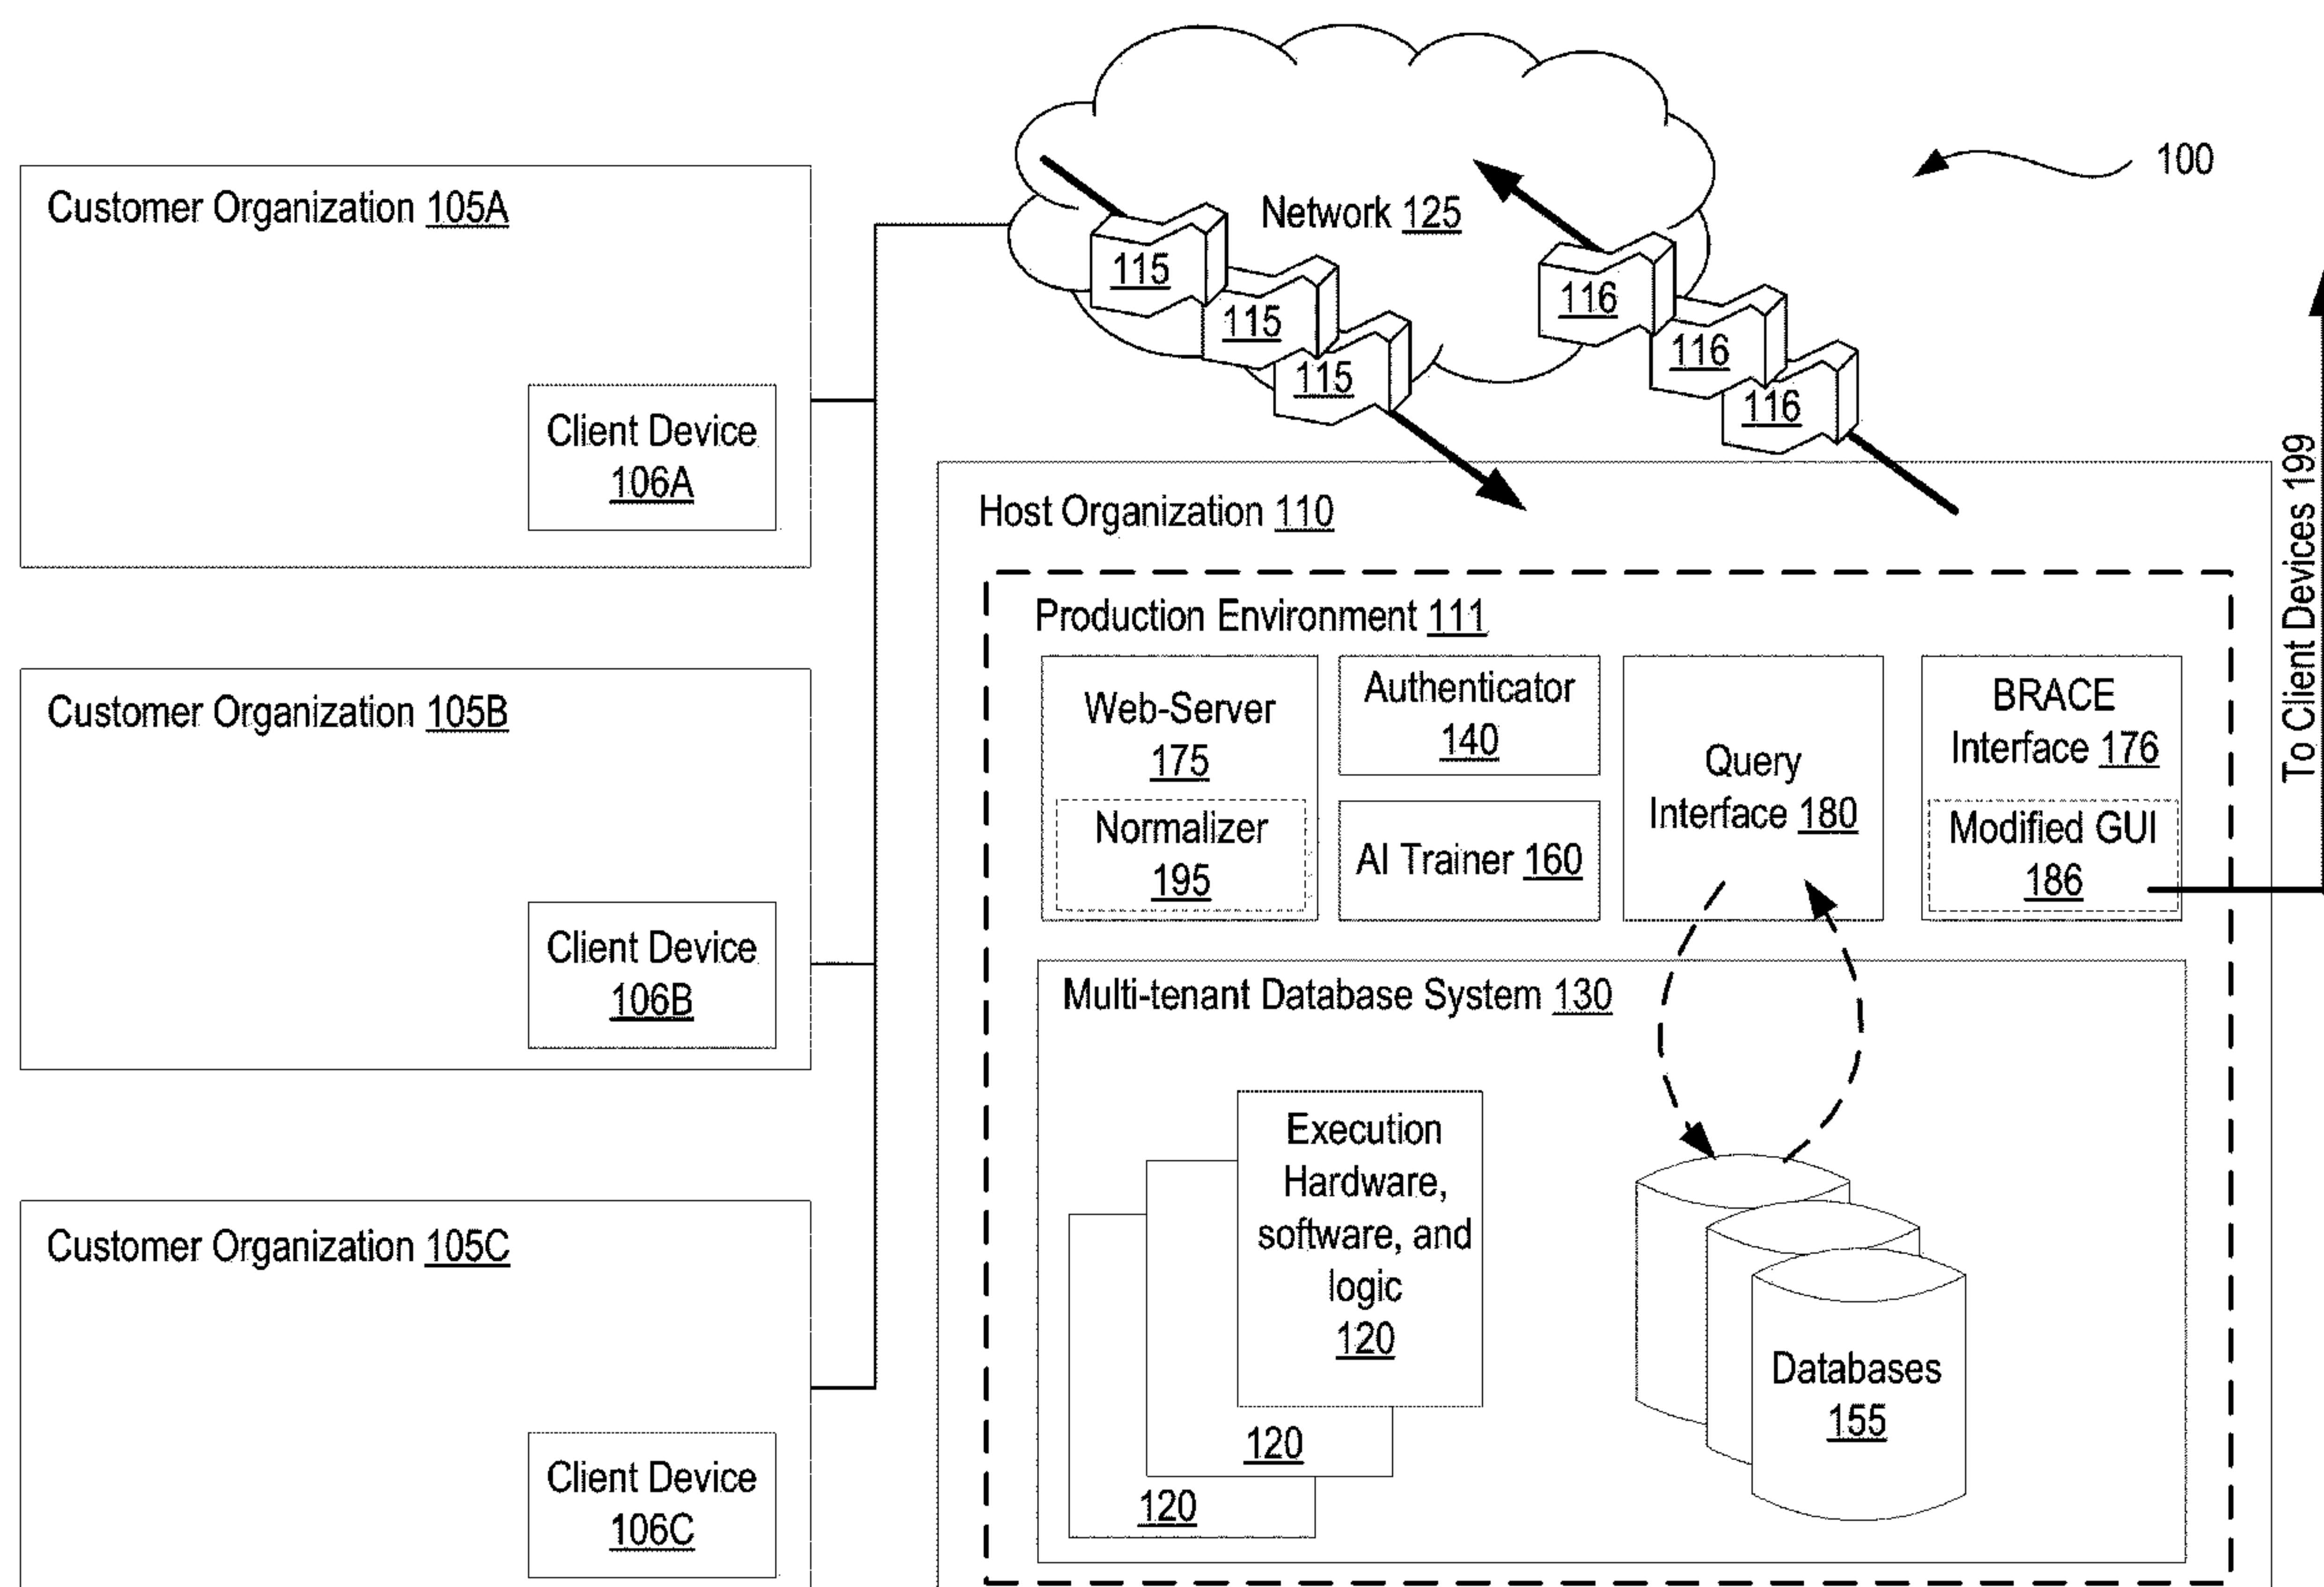 100
Customer Organization 105A
Client Device
106A
Customer Organization 105B
Client Device
106B
Customer Organization 105C
Client Device
106C
Network 125
115
115
115
116
116
116
Host Organization 110
Production Environment 111
Web-Server
175
Normalizer
195
Authenticator
140
AI Trainer 160
Query
Interface 180
BRACE
Interface 176
Modified GUI
186
To Client Devices 199
Multi-tenant Database System 130
Execution
Hardware,
software, and
logic
120
120
120
Databases
155